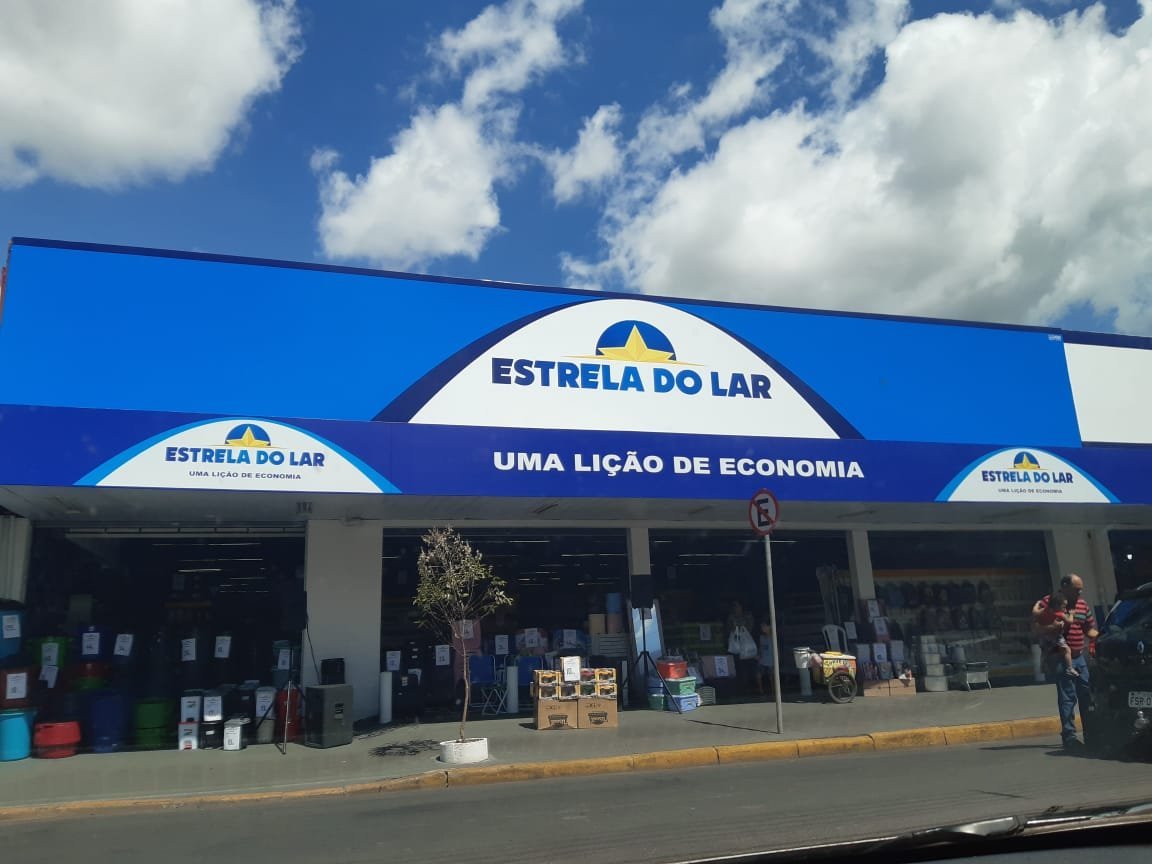 ESTRELA DO LAR
ESTRELA DO LAR
UMA LIÇÃO DE ECONOMIA
UMA LIÇÃO DE ECONOMIA
ESTRELA DO LAR
UMA LIÇÃO DE ECONOMIA
E